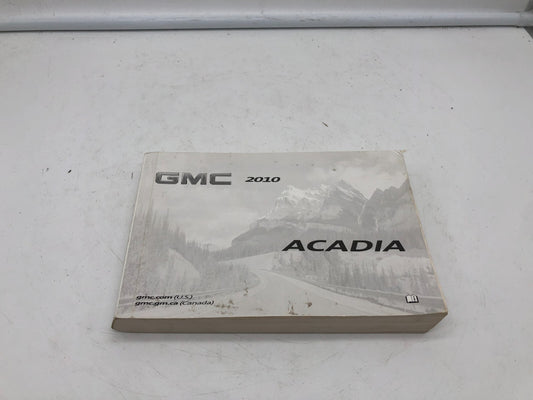 GMC 2010
ACADIA
gmc.com (U.S.)
gmc.gm.ca (Canada)